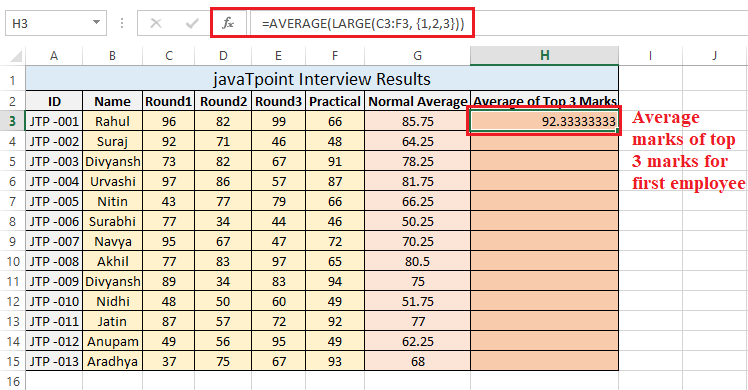 H3 fx =AVERAGE(LARGE(C3:F3, {1,2,3}))
A B C D E F G H I J
1 javaTpoint Interview Results
2 ID Name Round1 Round2 Round3 Practical Normal Average Average of Top 3 Marks
3 JTP -001 Rahul 96 82 99 66 85.75 92.33333333
4 JTP -002 Suraj 92 71 46 48 64.25
5 JTP -003 Divyansh 73 82 67 91 78.25
6 JTP -004 Urvashi 97 86 57 87 81.75
7 JTP -005 Nitin 43 77 79 66 66.25
8 JTP -006 Surabhi 77 34 44 46 50.25
9 JTP -007 Navya 95 67 47 72 70.25
10 JTP -008 Akhil 77 83 97 65 80.5
11 JTP -009 Divyansh 89 34 83 94 75
12 JTP -010 Nidhi 48 50 60 49 51.75
13 JTP -011 Jatin 87 57 72 92 77
14 JTP -012 Anupam 49 56 95 49 62.25
15 JTP -013 Aradhya 37 75 67 93 68
16
Average
marks of top
3 marks for
first employee